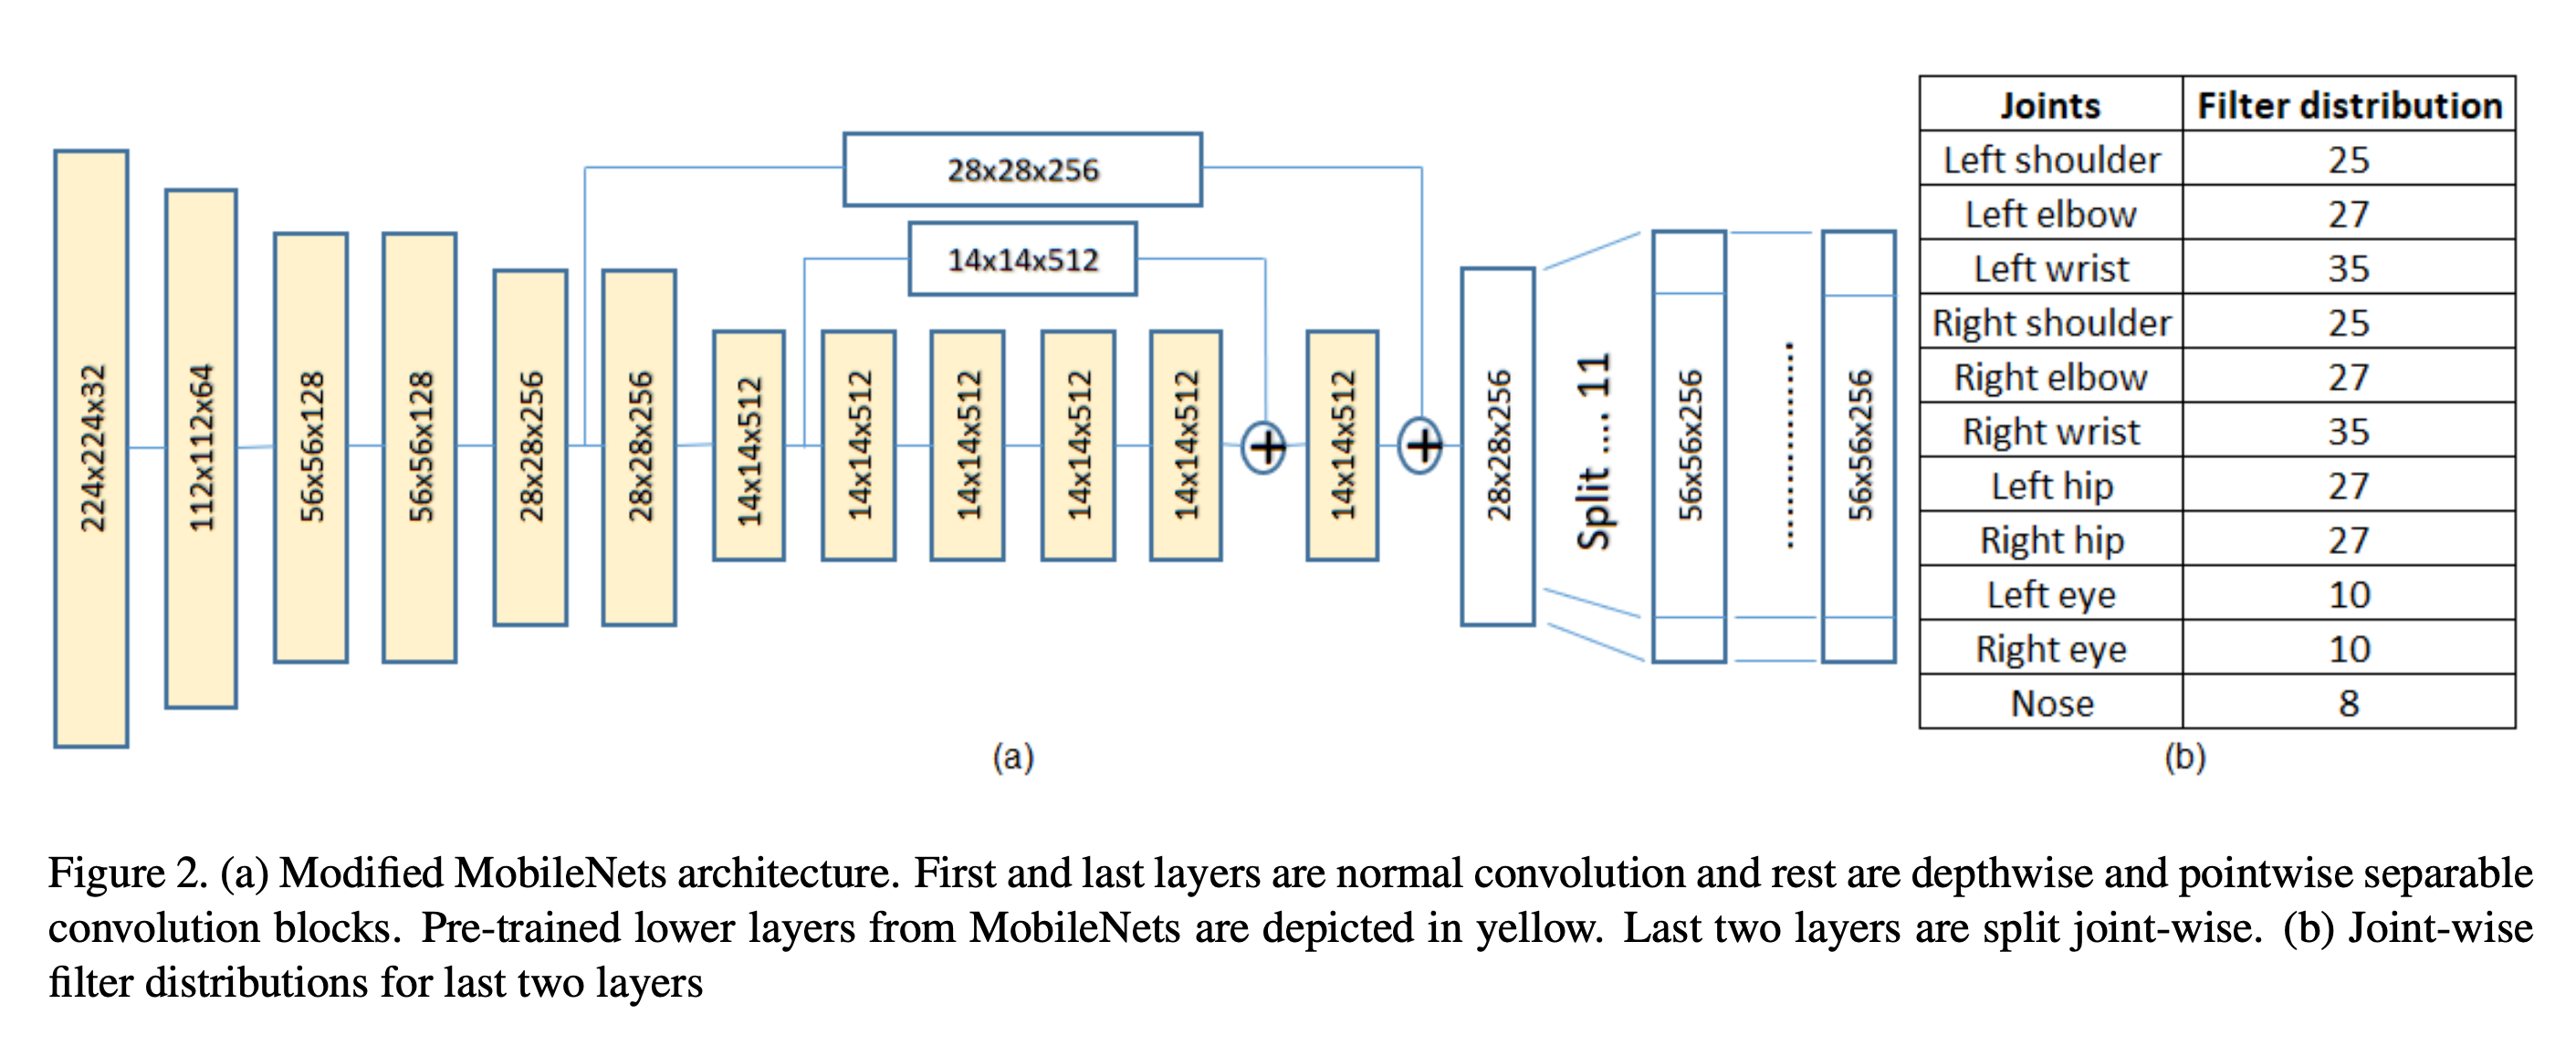 224x224x32
112x112x64
56x56x128
56x56x128
28x28x256
28x28x256
14x14x512
14x14x512
14x14x512
14x14x512
14x14x512
14x14x512
28x28x256
14x14x512
+
+
28x28x256
Split .... 11
56x56x256
56x56x256
(a)
Joints Filter distribution
Left shoulder 25
Left elbow 27
Left wrist 35
Right shoulder 25
Right elbow 27
Right wrist 35
Left hip 27
Right hip 27
Left eye 10
Right eye 10
Nose 8
(b)
Figure 2. (a) Modified MobileNets architecture. First and last layers are normal convolution and rest are depthwise and pointwise separable
convolution blocks. Pre-trained lower layers from MobileNets are depicted in yellow. Last two layers are split joint-wise. (b) Joint-wise
filter distributions for last two layers